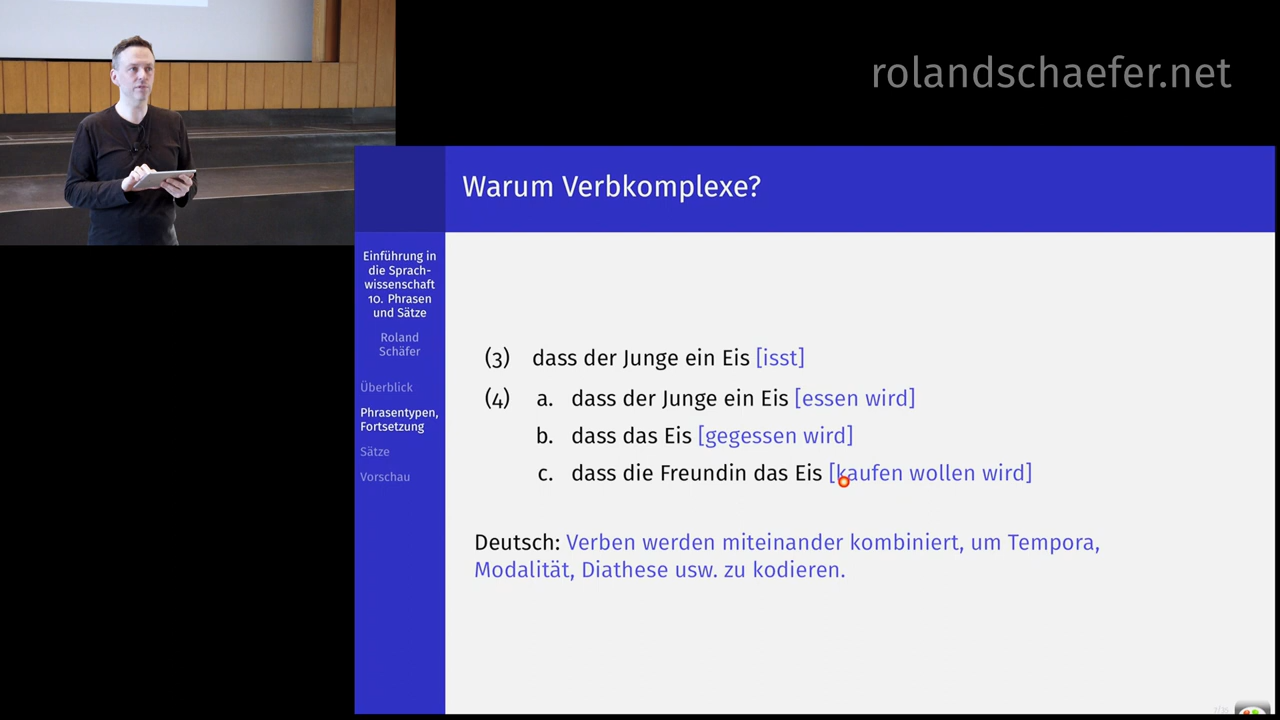 rolandschaefer.net
Warum Verbkomplexe?
Einführung in
die Sprach-
wissenschaft
10. Phrasen
und Sätze
Roland
Schäfer
Überblick
Phrasentypen,
Fortsetzung
Sätze
Vorschau
(3) dass der Junge ein Eis [isst]
(4) a. dass der Junge ein Eis [essen wird]
b. dass das Eis [gegessen wird]
c. dass die Freundin das Eis [kaufen wollen wird]
Deutsch: Verben werden miteinander kombiniert, um Tempora,
Modalität, Diathese usw. zu kodieren.